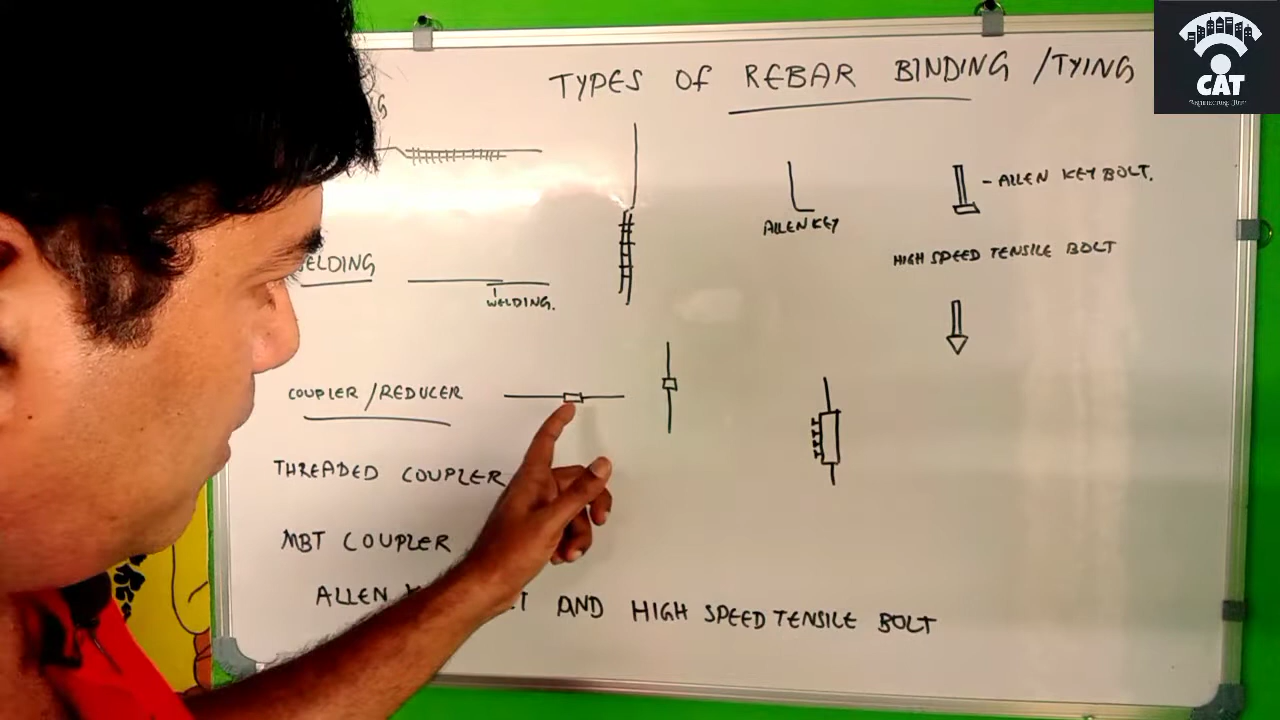 TYPES OF REBAR BINDING / TYING
CAT
ALLEN KEY
- ALLEN KEY BOLT.
HIGH SPEED TENSILE BOLT
WELDING.
COUPLER / REDUCER
THREADED COUPLER
MBT COUPLER
ALLEN AND HIGH SPEED TENSILE BOLT